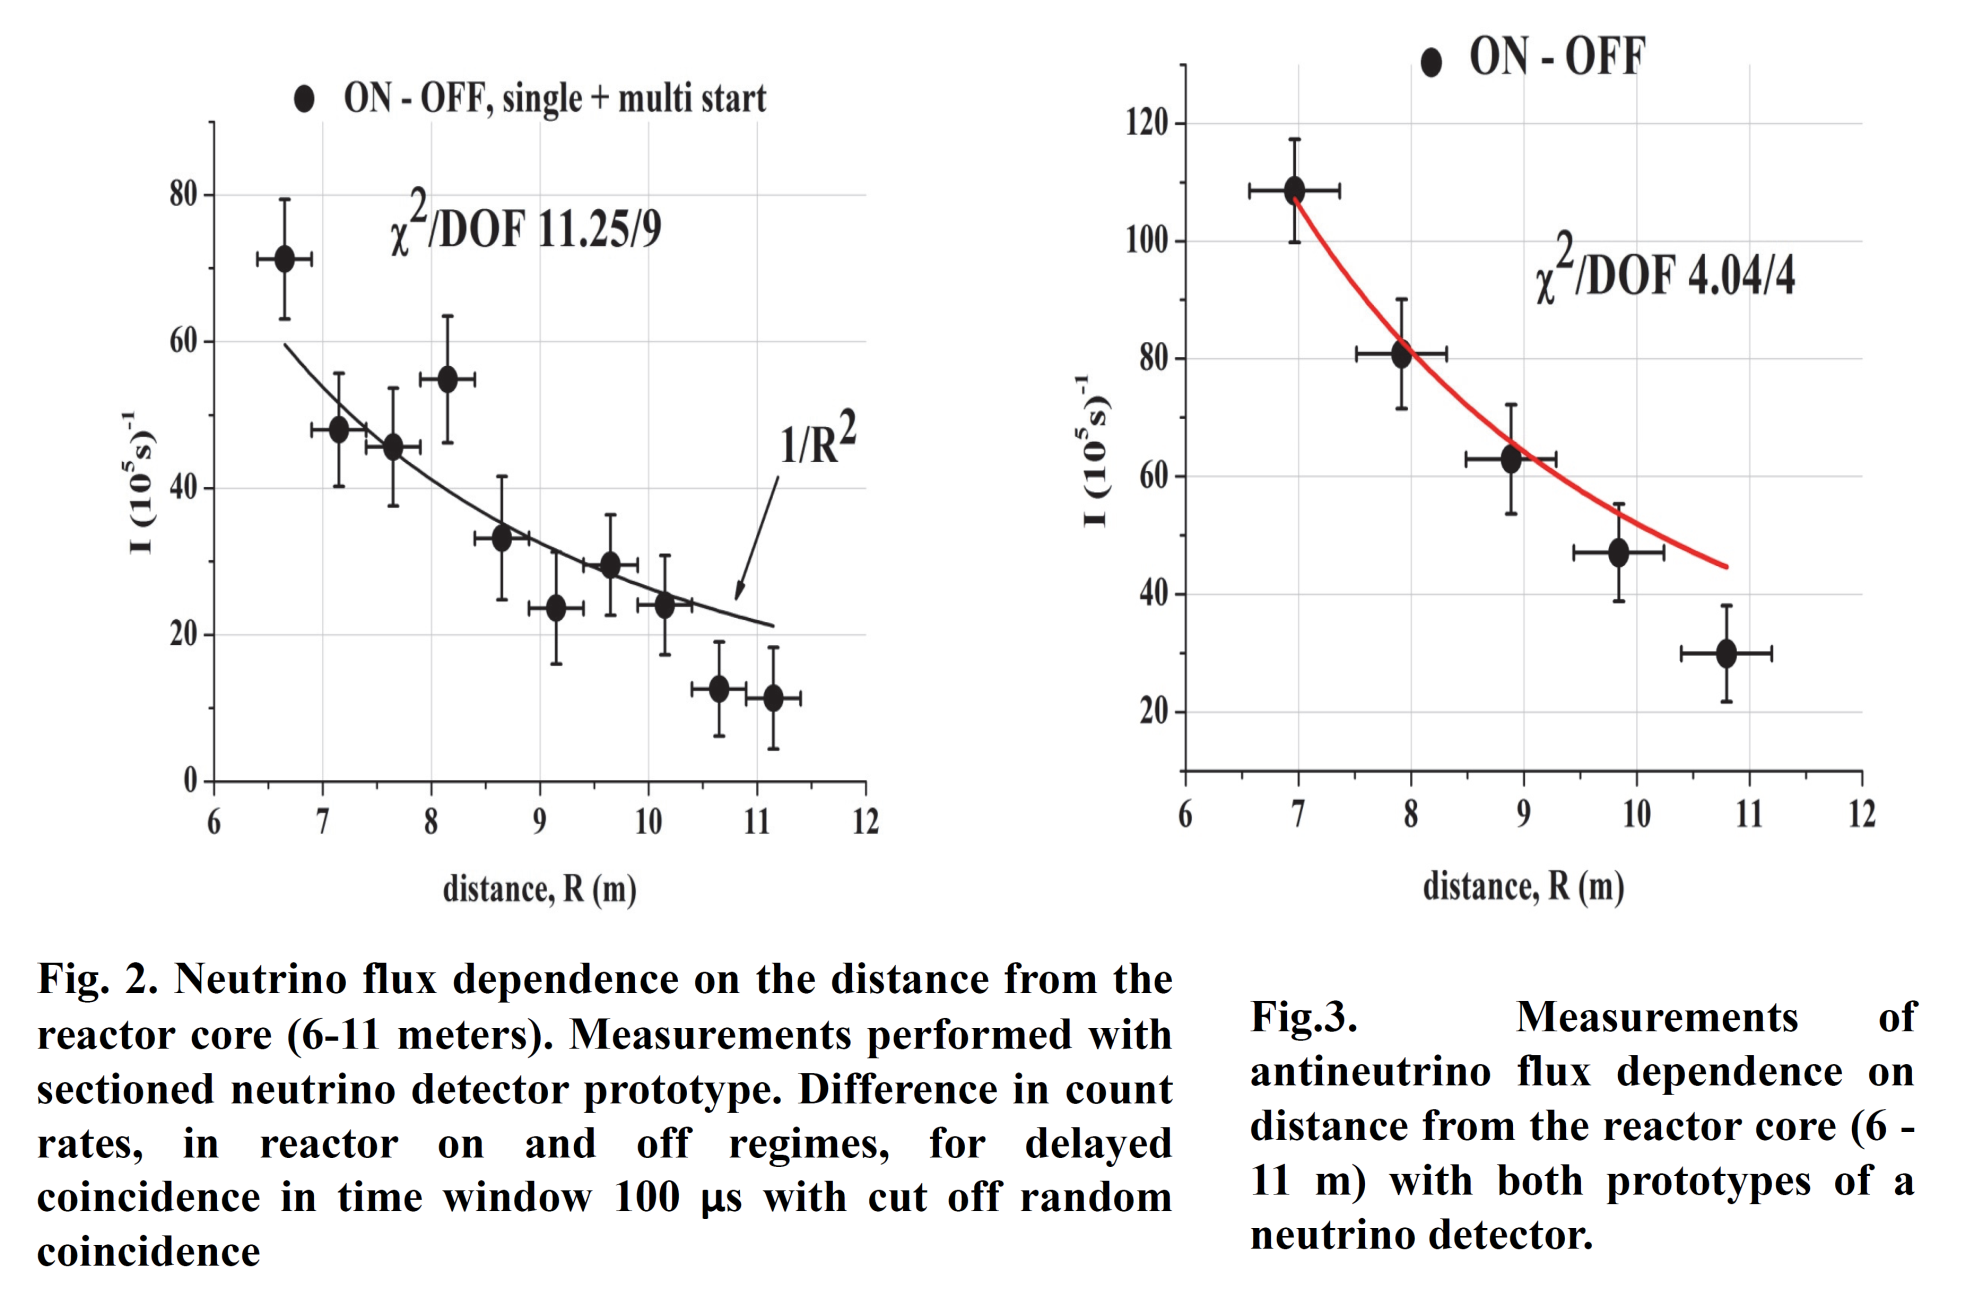 ON - OFF, single + multi start
χ²/DOF 11.25/9
1/R²
I (10⁵s)⁻¹
80
60
40
20
0
6 7 8 9 10 11 12
distance, R (m)
Fig. 2. Neutrino flux dependence on the distance from the
reactor core (6-11 meters). Measurements performed with
sectioned neutrino detector prototype. Difference in count
rates, in reactor on and off regimes, for delayed
coincidence in time window 100 μs with cut off random
coincidence
ON - OFF
χ²/DOF 4.04/4
I (10⁵s)⁻¹
120
100
80
60
40
20
6 7 8 9 10 11 12
distance, R (m)
Fig.3. Measurements of
antineutrino flux dependence on
distance from the reactor core (6 -
11 m) with both prototypes of a
neutrino detector.